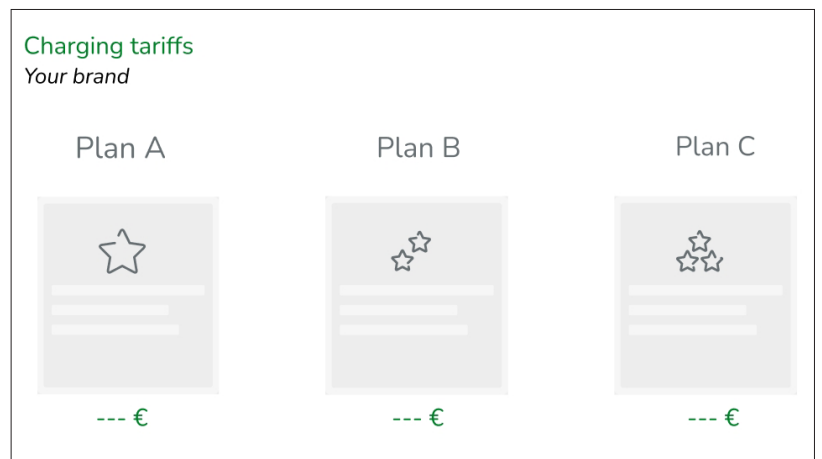 Charging tariffs
Your brand
Plan A
Plan B
Plan C
--- €
--- €
--- €